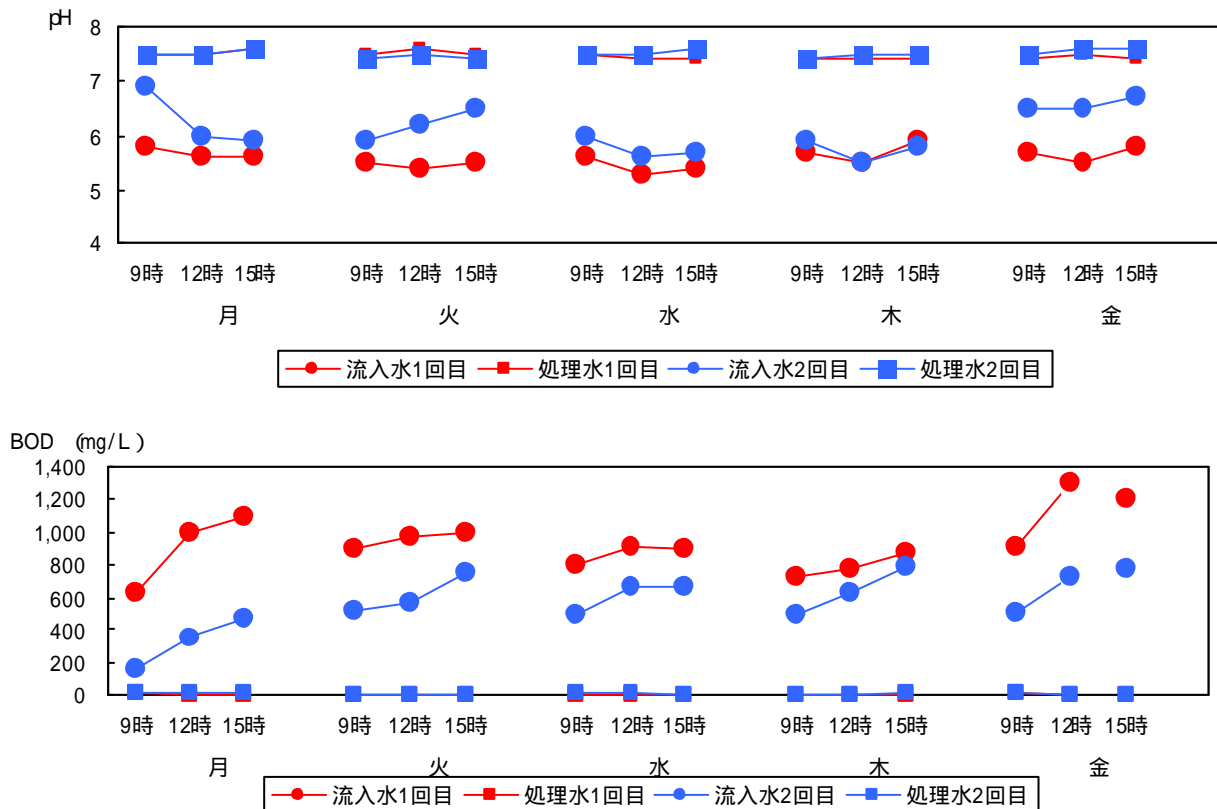 pH
8
7
6
5
4
9時 12時 15時 9時 12時 15時 9時 12時 15時 9時 12時 15時 9時 12時 15時
月 火 水 木 金
流入水1回目 処理水1回目 流入水2回目 処理水2回目
BOD (mg/L)
1,400
1,200
1,000
800
600
400
200
0
9時 12時 15時 9時 12時 15時 9時 12時 15時 9時 12時 15時 9時 12時 15時
月 火 水 木 金
流入水1回目 処理水1回目 流入水2回目 処理水2回目